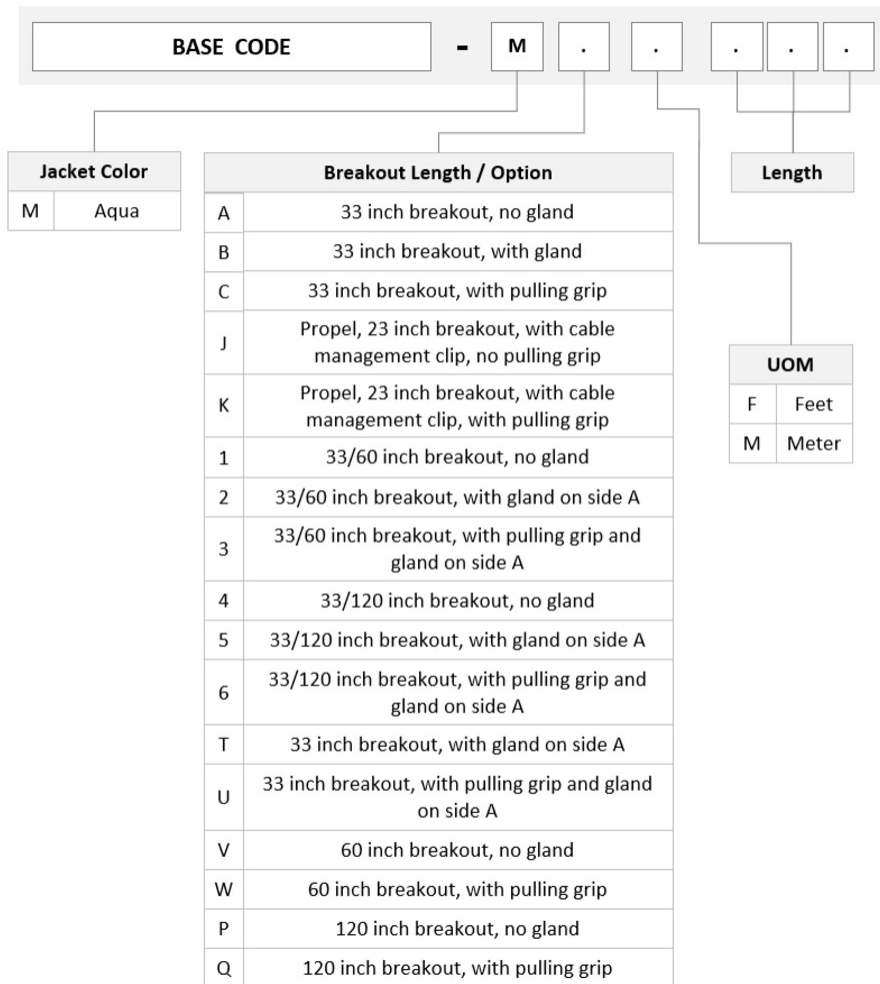 BASE CODE - M . . . . .
Jacket Color
M Aqua
Breakout Length / Option
A 33 inch breakout, no gland
B 33 inch breakout, with gland
C 33 inch breakout, with pulling grip
J Propel, 23 inch breakout, with cable
management clip, no pulling grip
K Propel, 23 inch breakout, with cable
management clip, with pulling grip
1 33/60 inch breakout, no gland
2 33/60 inch breakout, with gland on side A
3 33/60 inch breakout, with pulling grip and
gland on side A
4 33/120 inch breakout, no gland
5 33/120 inch breakout, with gland on side A
6 33/120 inch breakout, with pulling grip and
gland on side A
T 33 inch breakout, with gland on side A
U 33 inch breakout, with pulling grip and gland
on side A
V 60 inch breakout, no gland
W 60 inch breakout, with pulling grip
P 120 inch breakout, no gland
Q 120 inch breakout, with pulling grip
Length
UOM
F Feet
M Meter